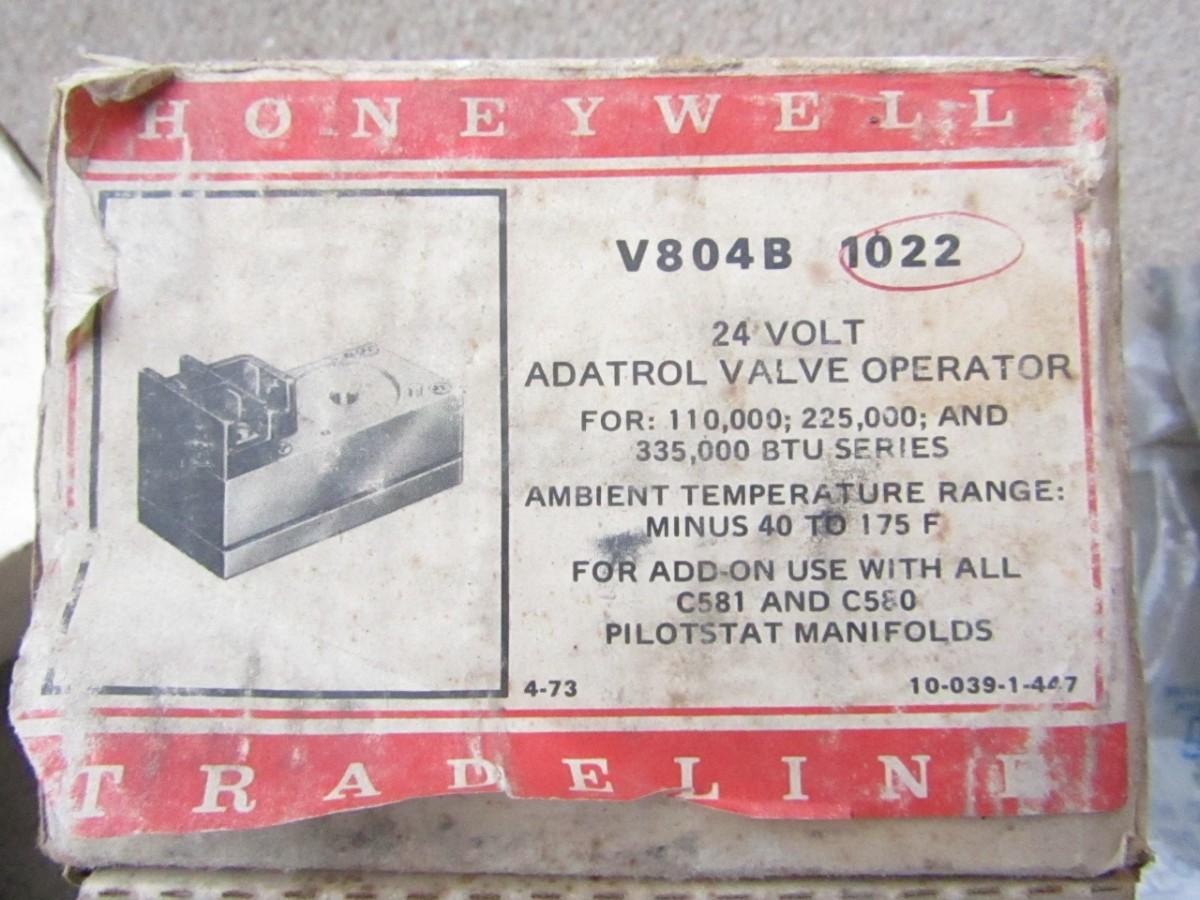 HONEYWELL
V804B 1022
24 VOLT
ADATROL VALVE OPERATOR
FOR: 110,000; 225,000; AND
335,000 BTU SERIES
AMBIENT TEMPERATURE RANGE:
MINUS 40 TO 175 F
FOR ADD-ON USE WITH ALL
C581 AND C580
PILOTSTAT MANIFOLDS
4-73 10-039-1-447
TRADELINE